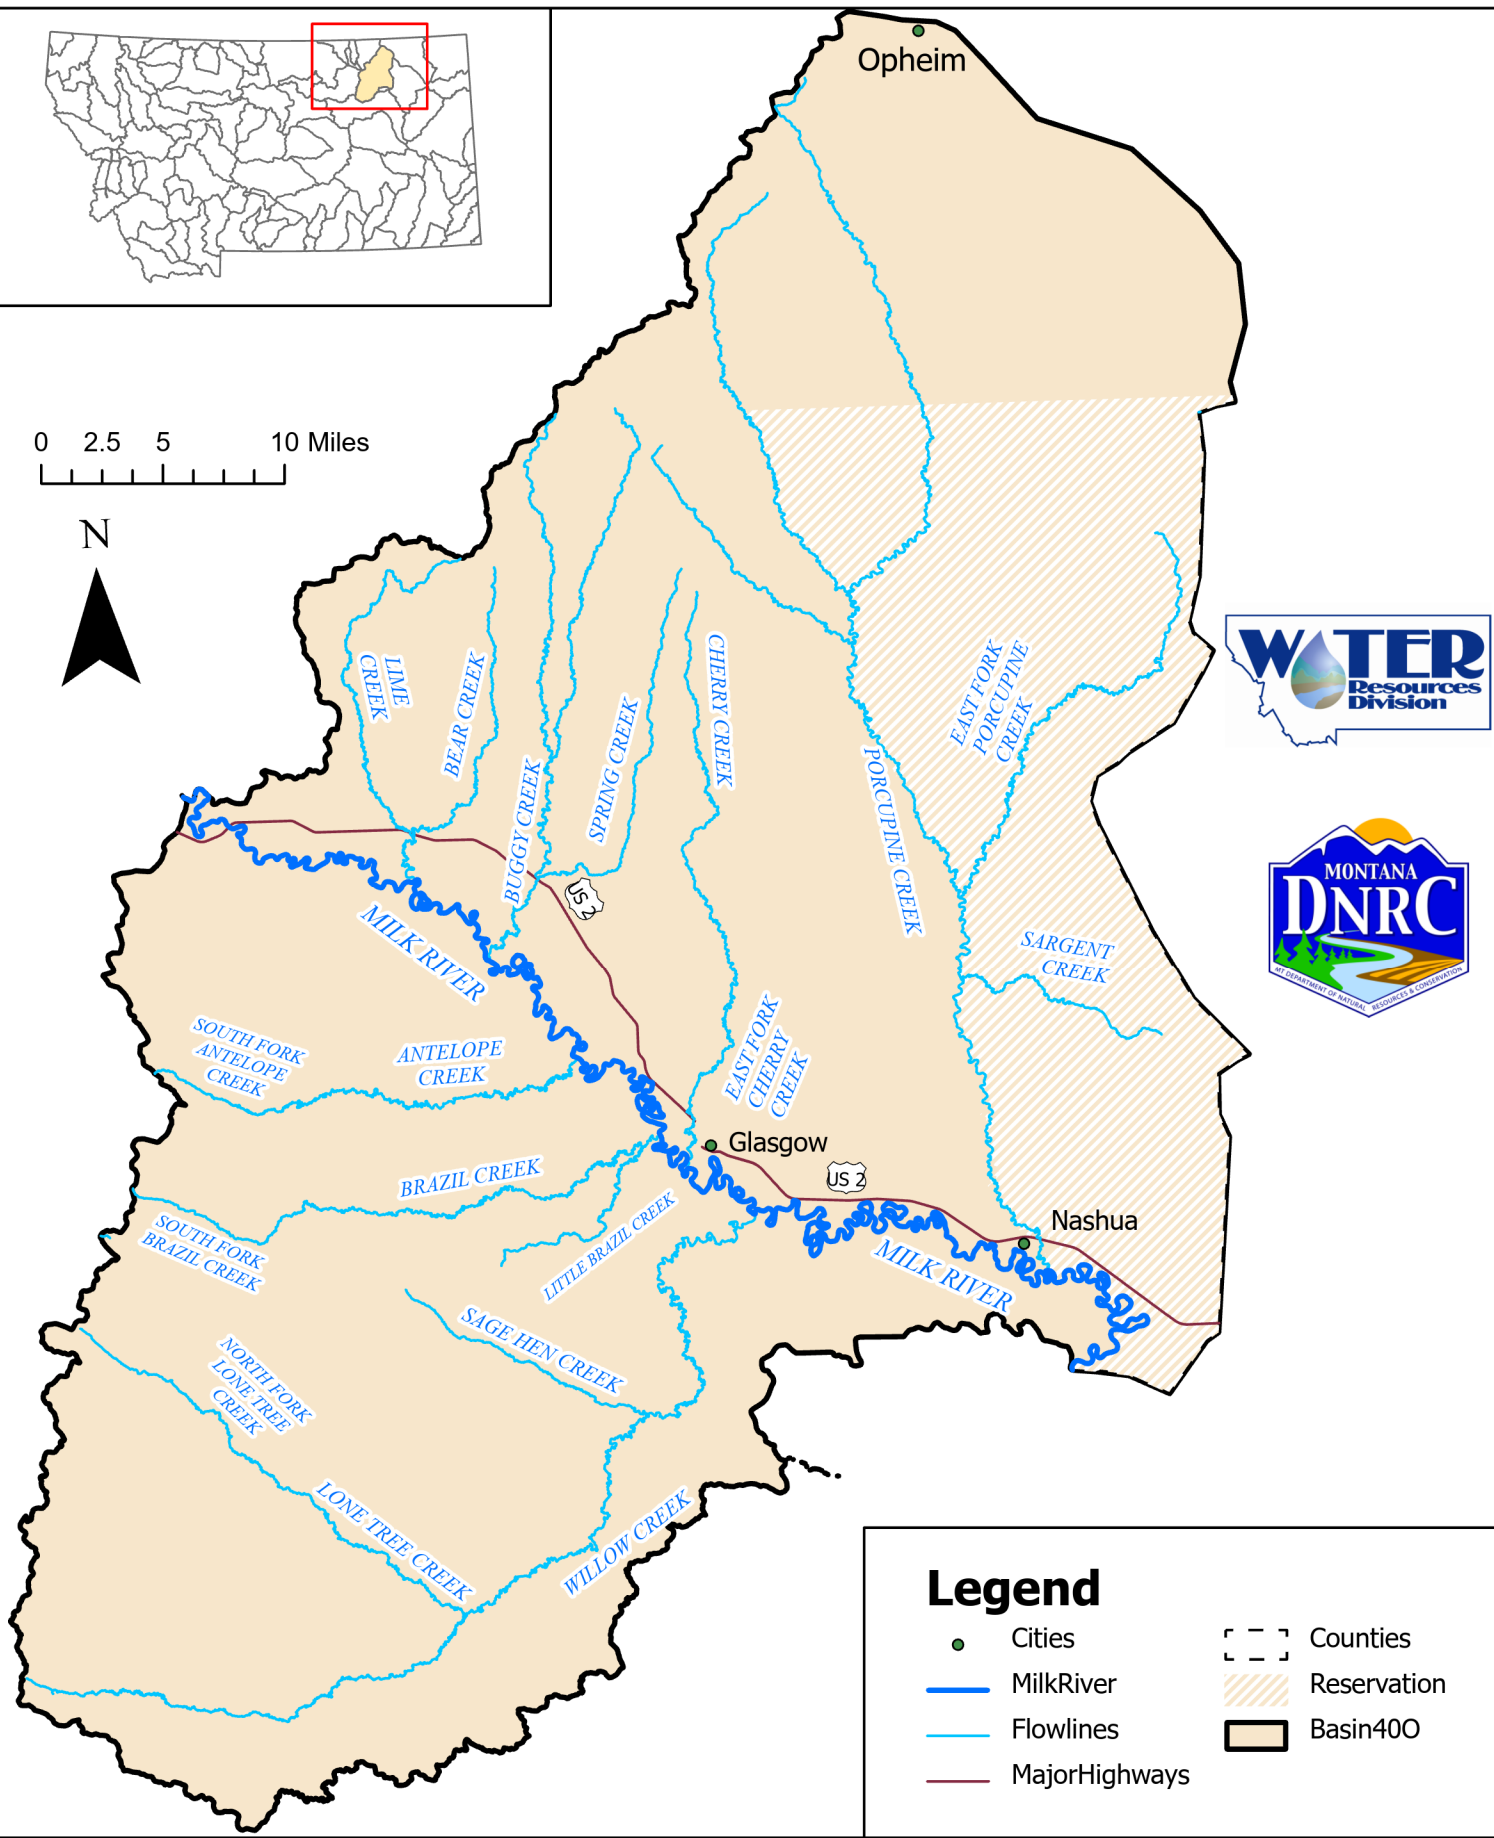 Opheim
0 2.5 5 10 Miles
N
LIME
CREEK
BEAR CREEK
BUGGY CREEK
SPRING CREEK
CHERRY CREEK
PORCUPINE CREEK
EAST FORK
PORCUPINE
CREEK
WATER
Resources
Division
MONTANA
DNRC
MT DEPARTMENT OF NATURAL RESOURCES & CONSERVATION
US 2
MILK RIVER
SARGENT
CREEK
SOUTH FORK
ANTELOPE
CREEK
ANTELOPE
CREEK
EAST FORK
CHERRY
CREEK
Glasgow
US 2
BRAZIL CREEK
Nashua
SOUTH FORK
BRAZIL CREEK
LITTLE BRAZIL CREEK
MILK RIVER
SAGE HEN CREEK
NORTH FORK
LONE TREE
CREEK
LONE TREE CREEK
WILLOW CREEK
Legend
Cities
MilkRiver
Flowlines
MajorHighways
Counties
Reservation
Basin40O